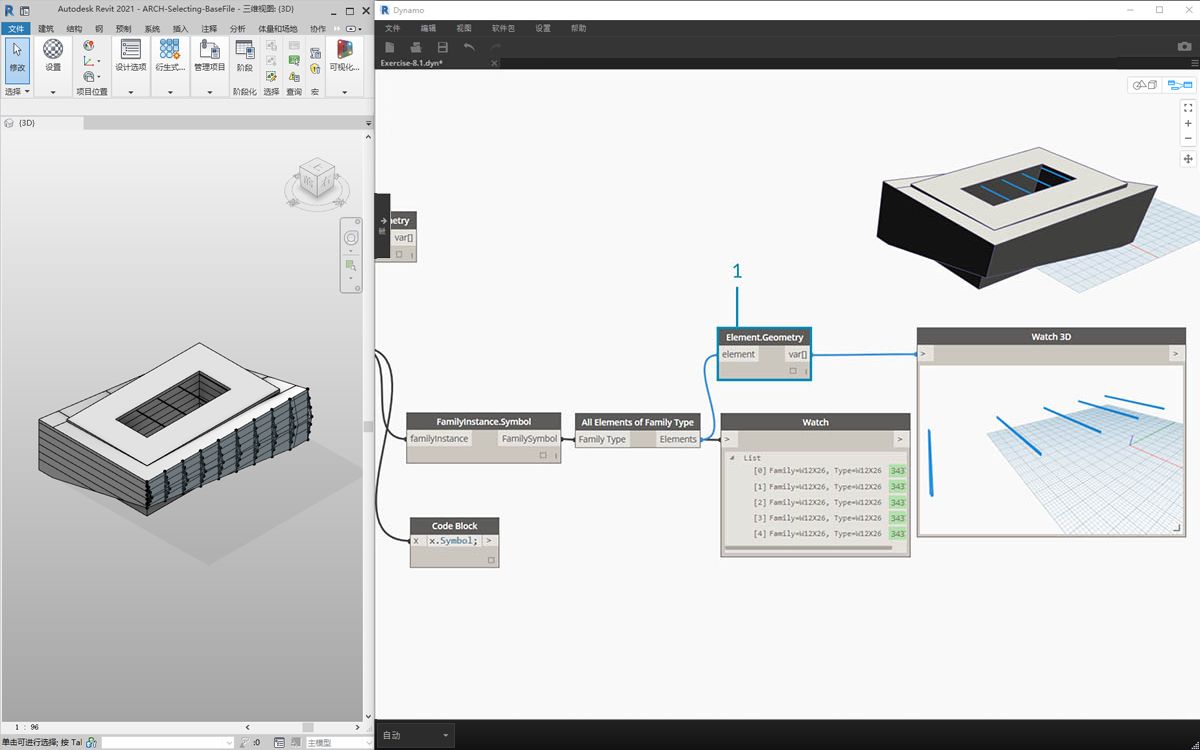 Autodesk Revit 2021 - ARCH-Selecting-BaseFile - 三维视图: {3D}
文件 建筑 结构 钢 预制 系统 插入 注释 分析 体量和场地 协作
修改 设置 设计选项 衍生式... 管理项目 阶段 可视化...
选择 项目位置 阶段化 选择 查询 宏
{3D}
1 : 96
单击可进行选择; 按 Tal
:0
主模型
Dynamo
文件 编辑 视图 软件包 设置 帮助
Exercise-8.1.dyn*
etry
var[]
1
Element.Geometry
element var[]
Watch 3D
> >
FamilyInstance.Symbol
familyInstance FamilySymbol
All Elements of Family Type
Family Type Elements
Watch
> >
List
[0] Family=W12X26, Type=W12X26 343
[1] Family=W12X26, Type=W12X26 343
[2] Family=W12X26, Type=W12X26 343
[3] Family=W12X26, Type=W12X26 343
[4] Family=W12X26, Type=W12X26 343
Code Block
x x.Symbol; >
自动